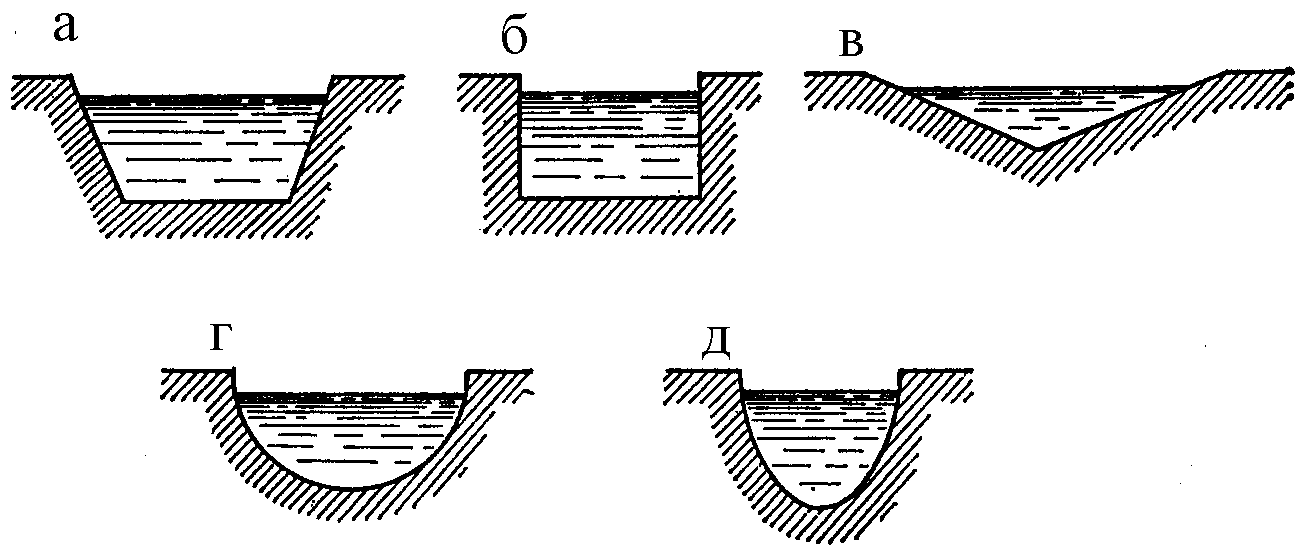 а б в
г д